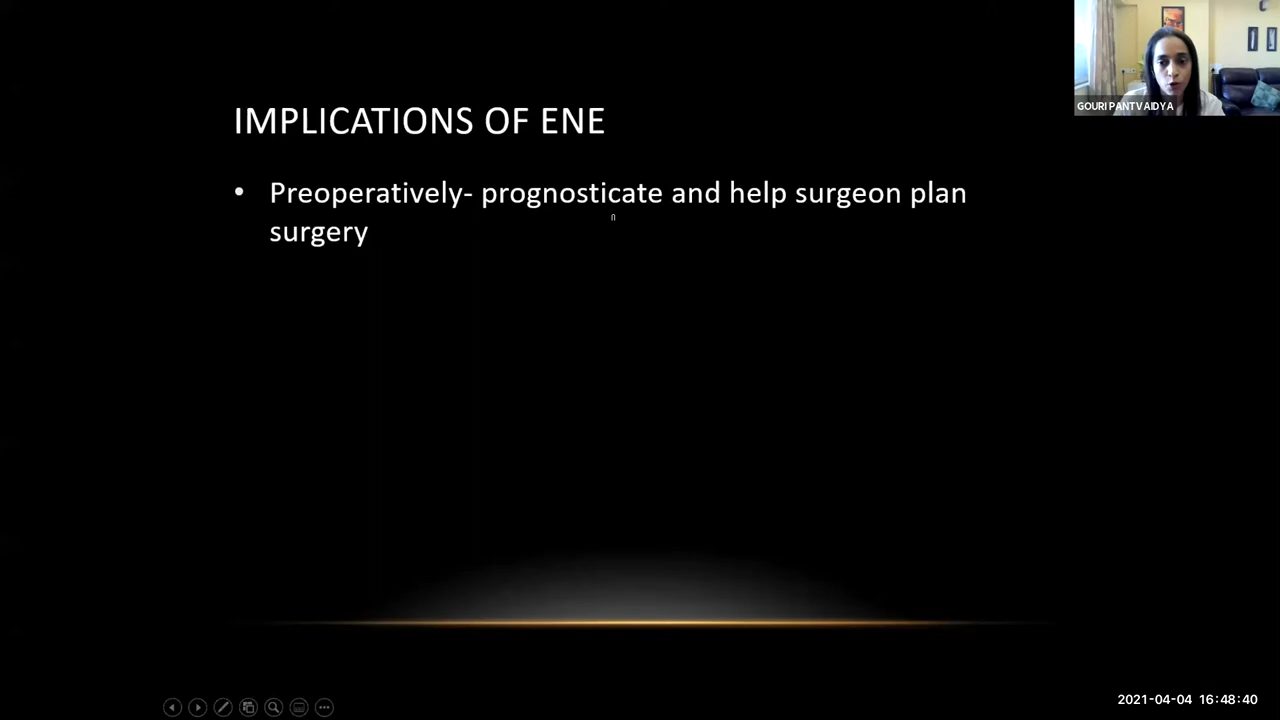 IMPLICATIONS OF ENE
• Preoperatively- prognosticate and help surgeon plan
surgery
GOURI PANTVAIDYA
2021-04-04 16:48:40